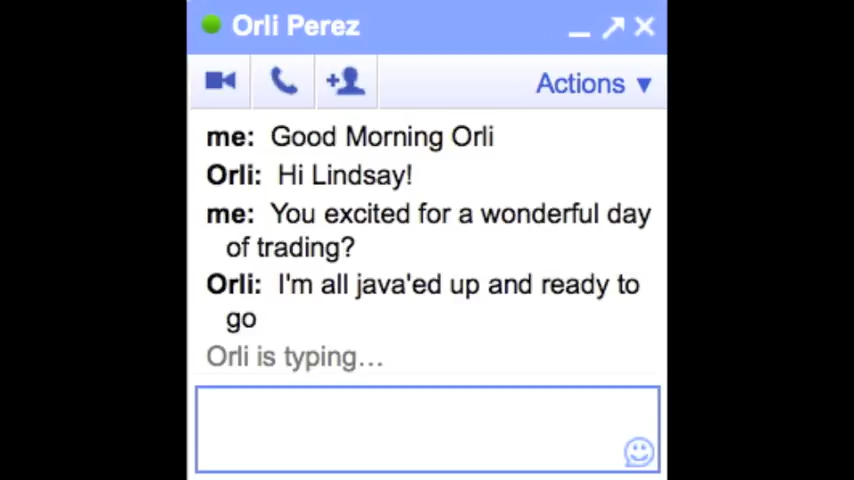 Orli Perez
Actions ▼
me: Good Morning Orli
Orli: Hi Lindsay!
me: You excited for a wonderful day
of trading?
Orli: I'm all java'ed up and ready to
go
Orli is typing...